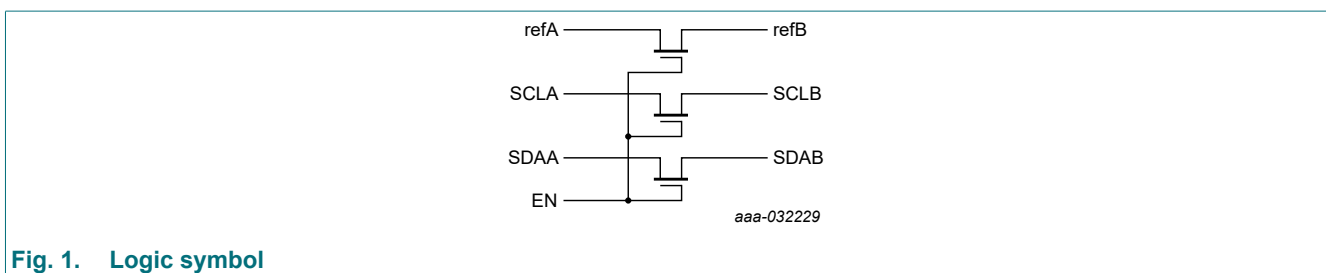 refA refB
SCLA SCLB
SDAA SDAB
EN
aaa-032229
Fig. 1. Logic symbol